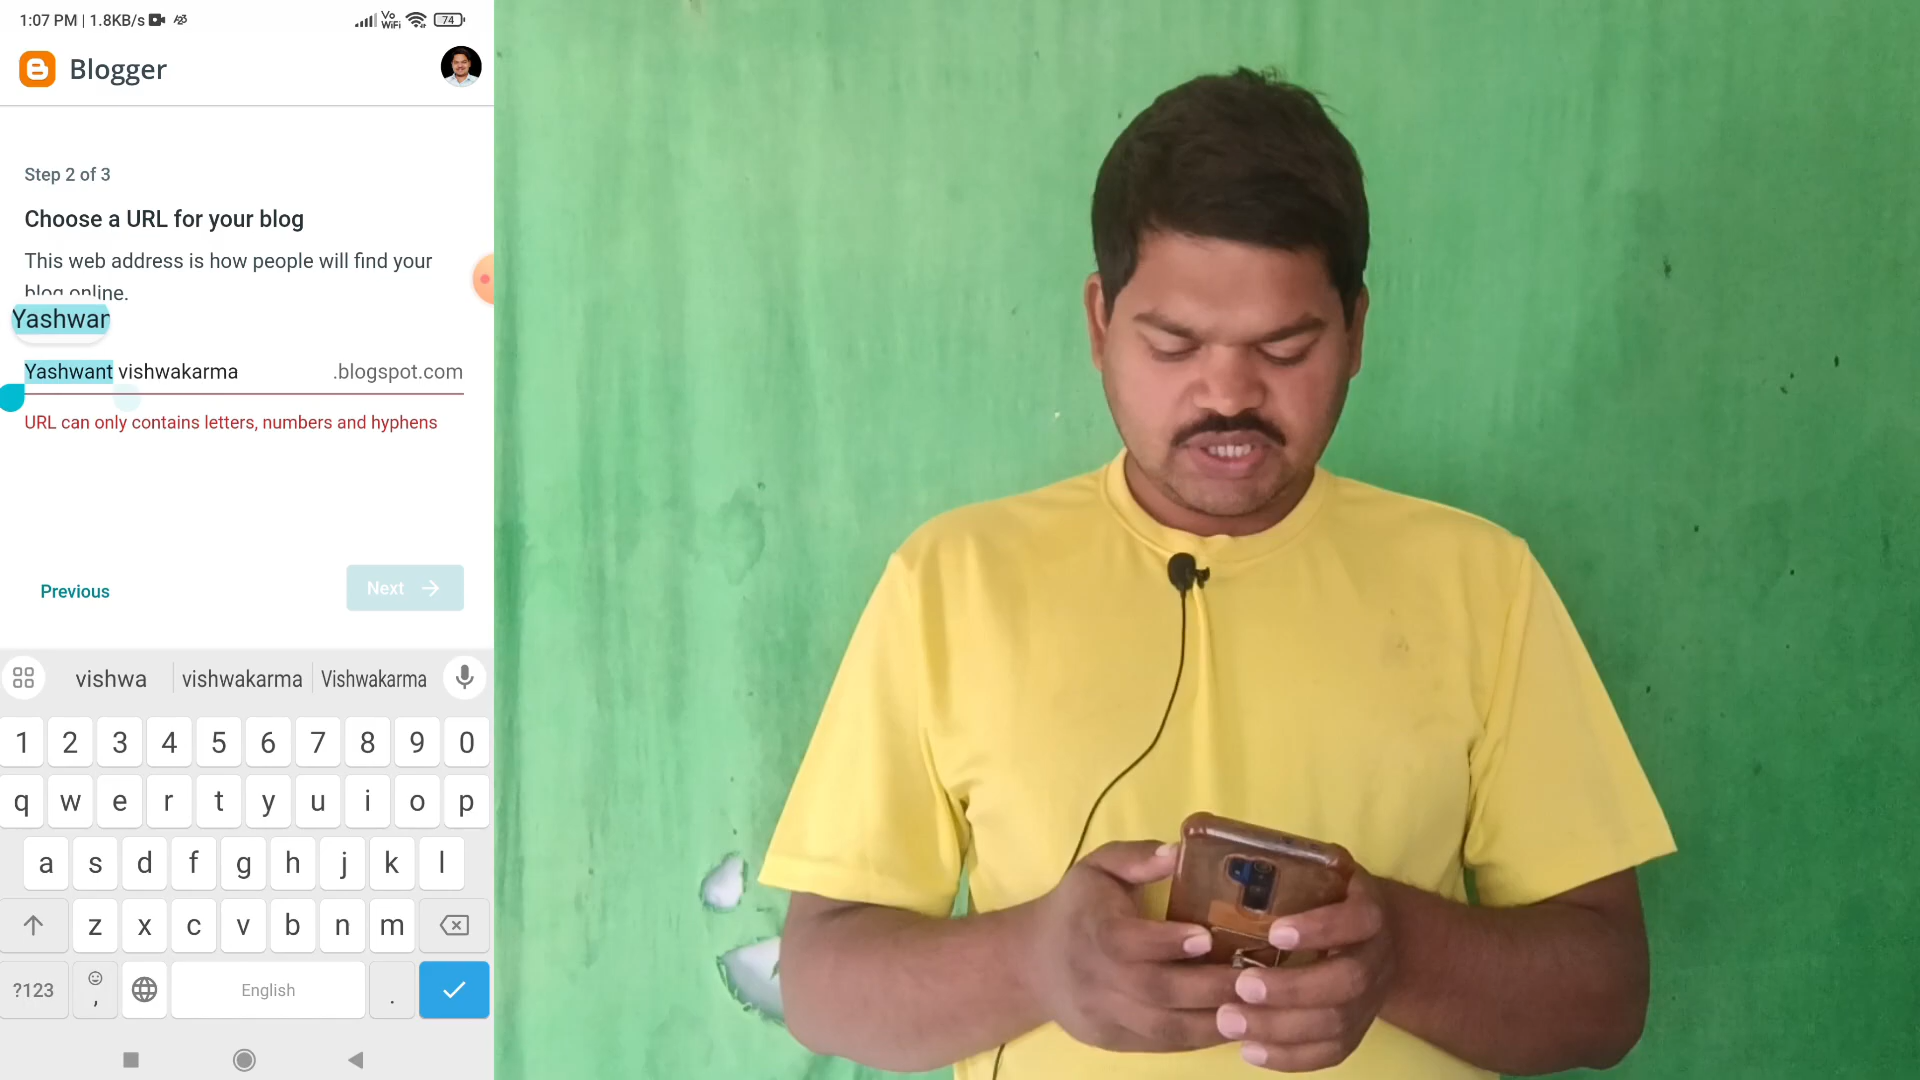 1:07 PM | 1.8KB/s
Vo
WiFi
74
Blogger
Step 2 of 3
Choose a URL for your blog
This web address is how people will find your
blog online.
Yashwan
Yashwant vishwakarma .blogspot.com
URL can only contains letters, numbers and hyphens
Previous
Next
vishwa vishwakarma Vishwakarma
1 2 3 4 5 6 7 8 9 0
q w e r t y u i o p
a s d f g h j k l
z x c v b n m
?123 , English .